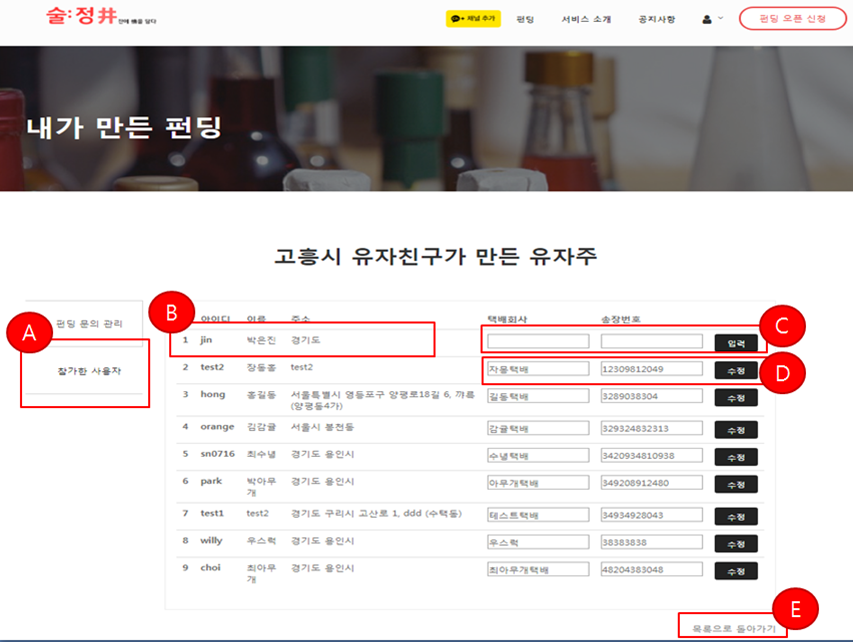 술:정井 잔에 樂을 담다
+ 채널 추가 펀딩 서비스 소개 공지사항 펀딩 오픈 신청
내가 만든 펀딩
고흥시 유자친구가 만든 유자주
A
펀딩 문의 관리
참가한 사용자
B
아이디 이름 주소 택배회사 송장번호
C
1 jin 박은진 경기도 입력
2 test2 장동홍 test2 자몽택배 12309812049 수정
D
3 hong 홍길동 서울특별시 영등포구 양평로18길 6, 까름 길동택배 3289038304 수정
(양평동4가)
4 orange 김감귤 서울시 봉천동 감귤택배 329324832313 수정
5 sn0716 최수녕 경기도 용인시 수녕택배 3420934810938 수정
6 park 박아무개 경기도 용인시 아무개택배 349208912480 수정
7 test1 test2 경기도 구리시 고산로 1, ddd (수택동) 테스트택배 34934928043 수정
8 willy 우스럭 경기도 용인시 우스럭 38383838 수정
9 choi 최아무개 경기도 용인시 최아무개택배 48204383048 수정
E
목록으로 돌아가기